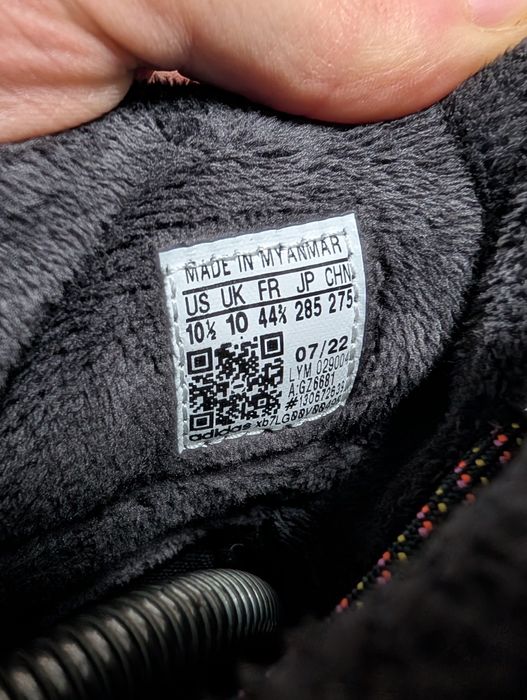 MADE IN MYANMAR
US UK FR JP CHN
10½ 10 44⅔ 285 275
07/22
LYM 029004
A:GZ6681
adidas